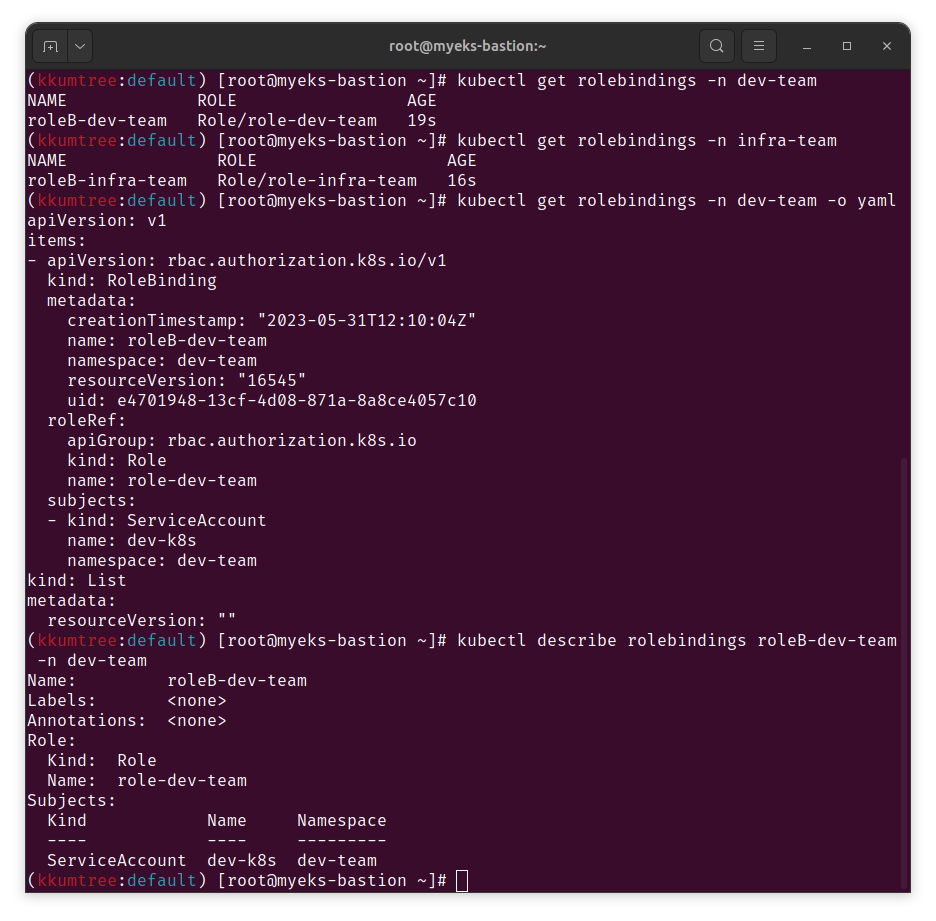 root@myeks-bastion:~
(kkumtree:default) [root@myeks-bastion ~]# kubectl get rolebindings -n dev-team
NAME             ROLE                 AGE
roleB-dev-team   Role/role-dev-team   19s
(kkumtree:default) [root@myeks-bastion ~]# kubectl get rolebindings -n infra-team
NAME               ROLE                   AGE
roleB-infra-team   Role/role-infra-team   16s
(kkumtree:default) [root@myeks-bastion ~]# kubectl get rolebindings -n dev-team -o yaml
apiVersion: v1
items:
- apiVersion: rbac.authorization.k8s.io/v1
  kind: RoleBinding
  metadata:
    creationTimestamp: "2023-05-31T12:10:04Z"
    name: roleB-dev-team
    namespace: dev-team
    resourceVersion: "16545"
    uid: e4701948-13cf-4d08-871a-8a8ce4057c10
  roleRef:
    apiGroup: rbac.authorization.k8s.io
    kind: Role
    name: role-dev-team
  subjects:
  - kind: ServiceAccount
    name: dev-k8s
    namespace: dev-team
kind: List
metadata:
  resourceVersion: ""
(kkumtree:default) [root@myeks-bastion ~]# kubectl describe rolebindings roleB-dev-team
 -n dev-team
Name:         roleB-dev-team
Labels:       <none>
Annotations:  <none>
Role:
  Kind:  Role
  Name:  role-dev-team
Subjects:
  Kind            Name     Namespace
  ----            ----     ---------
  ServiceAccount  dev-k8s  dev-team
(kkumtree:default) [root@myeks-bastion ~]#